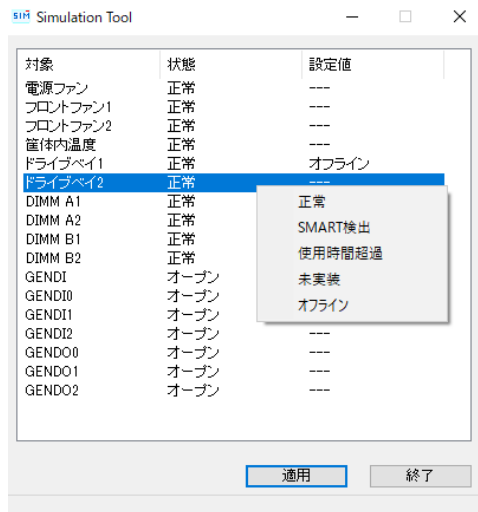 SIM Simulation Tool
対象 状態 設定値
電源ファン 正常 ---
フロントファン1 正常 ---
フロントファン2 正常 ---
筐体内温度 正常 ---
ドライブベイ1 正常 オフライン
ドライブベイ2 正常 ---
DIMM A1 正常
DIMM A2 正常
DIMM B1 正常
DIMM B2 正常
GENDI オープン
GENDI0 オープン
GENDI1 オープン
GENDI2 オープン ---
GENDO0 オープン ---
GENDO1 オープン ---
GENDO2 オープン ---
正常
SMART検出
使用時間超過
未実装
オフライン
適用 終了